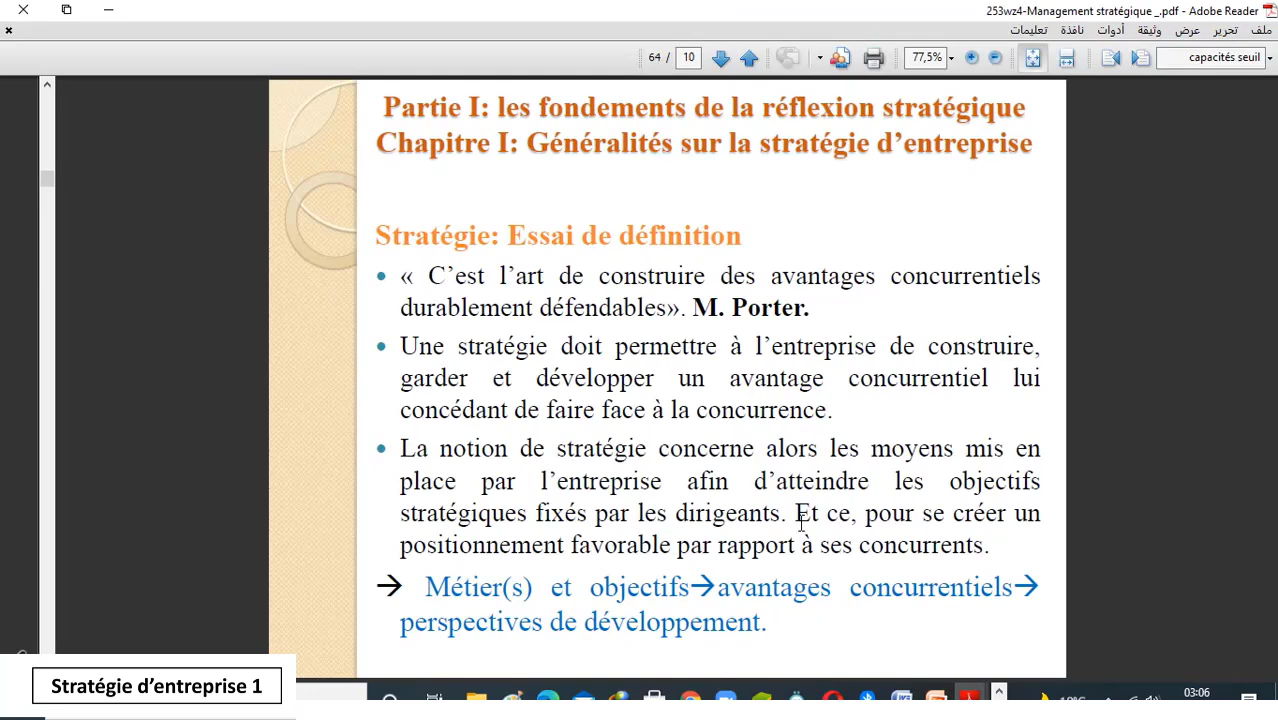 253wz4-Management stratégique _.pdf - Adobe Reader
ملف تحرير عرض وثيقة أدوات نافذة تعليمات
64 / 10
77,5%
capacités seuil
Partie I: les fondements de la réflexion stratégique
Chapitre I: Généralités sur la stratégie d’entreprise
Stratégie: Essai de définition
• « C’est l’art de construire des avantages concurrentiels
durablement défendables». M. Porter.
• Une stratégie doit permettre à l’entreprise de construire,
garder et développer un avantage concurrentiel lui
concédant de faire face à la concurrence.
• La notion de stratégie concerne alors les moyens mis en
place par l’entreprise afin d’atteindre les objectifs
stratégiques fixés par les dirigeants. Et ce, pour se créer un
positionnement favorable par rapport à ses concurrents.
→ Métier(s) et objectifs→avantages concurrentiels→
perspectives de développement.
Stratégie d’entreprise 1
03:06